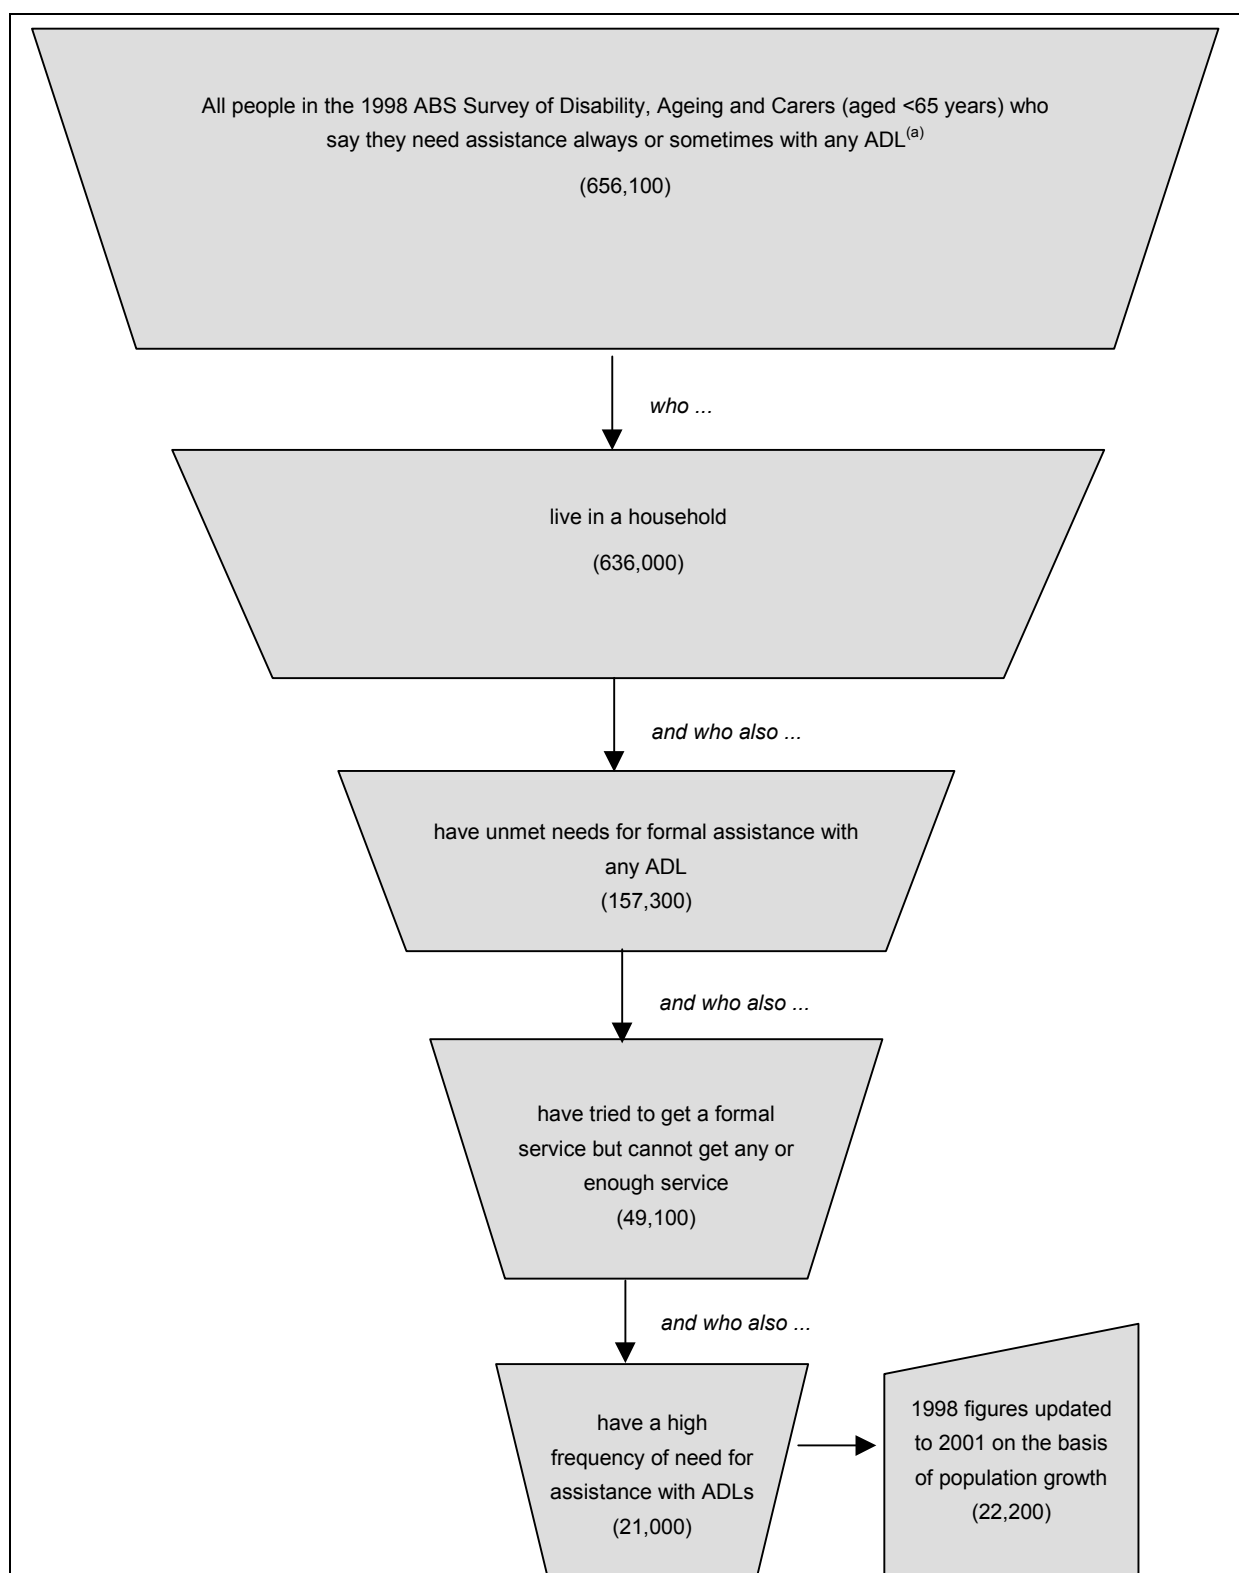 All people in the 1998 ABS Survey of Disability, Ageing and Carers (aged <65 years) who
say they need assistance always or sometimes with any ADL(a)
(656,100)
who ...
live in a household
(636,000)
and who also ...
have unmet needs for formal assistance with
any ADL
(157,300)
and who also ...
have tried to get a formal
service but cannot get any or
enough service
(49,100)
and who also ...
have a high
frequency of need for
assistance with ADLs
(21,000)
1998 figures updated
to 2001 on the basis
of population growth
(22,200)